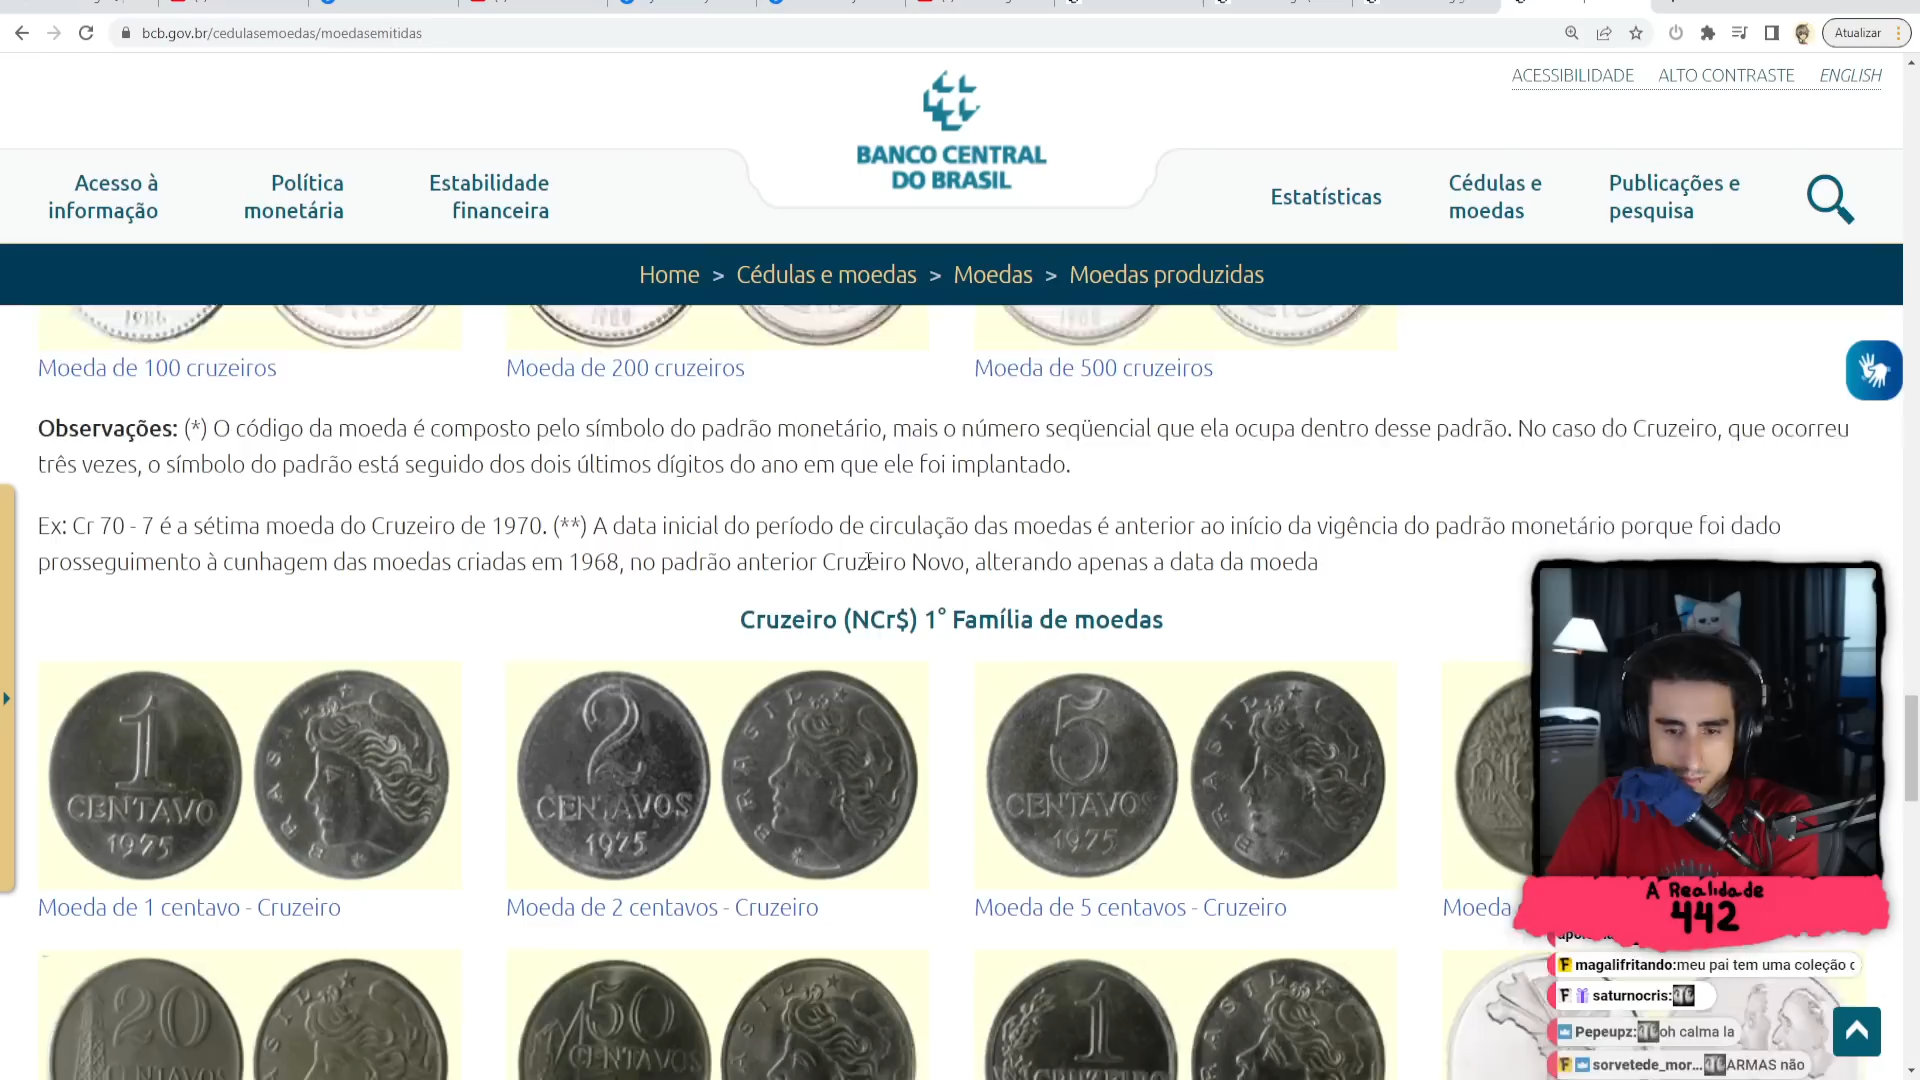 bcb.gov.br/cedulasemoedas/moedasemitidas
Atualizar
ACESSIBILIDADE ALTO CONTRASTE ENGLISH
BANCO CENTRAL
DO BRASIL
Acesso à
informação
Política
monetária
Estabilidade
financeira
Estatísticas
Cédulas e
moedas
Publicações e
pesquisa
Home > Cédulas e moedas > Moedas > Moedas produzidas
Moeda de 100 cruzeiros
Moeda de 200 cruzeiros
Moeda de 500 cruzeiros
Observações: (*) O código da moeda é composto pelo símbolo do padrão monetário, mais o número seqüencial que ela ocupa dentro desse padrão. No caso do Cruzeiro, que ocorreu
três vezes, o símbolo do padrão está seguido dos dois últimos dígitos do ano em que ele foi implantado.
Ex: Cr 70 - 7 é a sétima moeda do Cruzeiro de 1970. (**) A data inicial do período de circulação das moedas é anterior ao início da vigência do padrão monetário porque foi dado
prosseguimento à cunhagem das moedas criadas em 1968, no padrão anterior Cruzeiro Novo, alterando apenas a data da moeda
Cruzeiro (NCr$) 1° Família de moedas
1
CENTAVO
1975
BRASIL
2
CENTAVOS
1975
BRASIL
5
CENTAVOS
1975
BRASIL
Moeda de 1 centavo - Cruzeiro
Moeda de 2 centavos - Cruzeiro
Moeda de 5 centavos - Cruzeiro
Moeda
20
CENTAVOS
50
CENTAVOS
1
CRUZEIRO
A Realidade
442
magalifritando:meu pai tem uma coleção
saturnocris:
Pepeupz: oh calma la
sorvetede_mor... ARMAS não